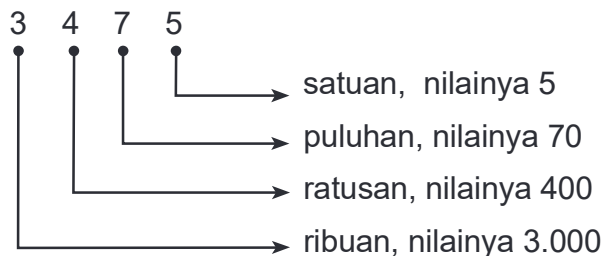 3 4 7 5
satuan, nilainya 5
puluhan, nilainya 70
ratusan, nilainya 400
ribuan, nilainya 3.000